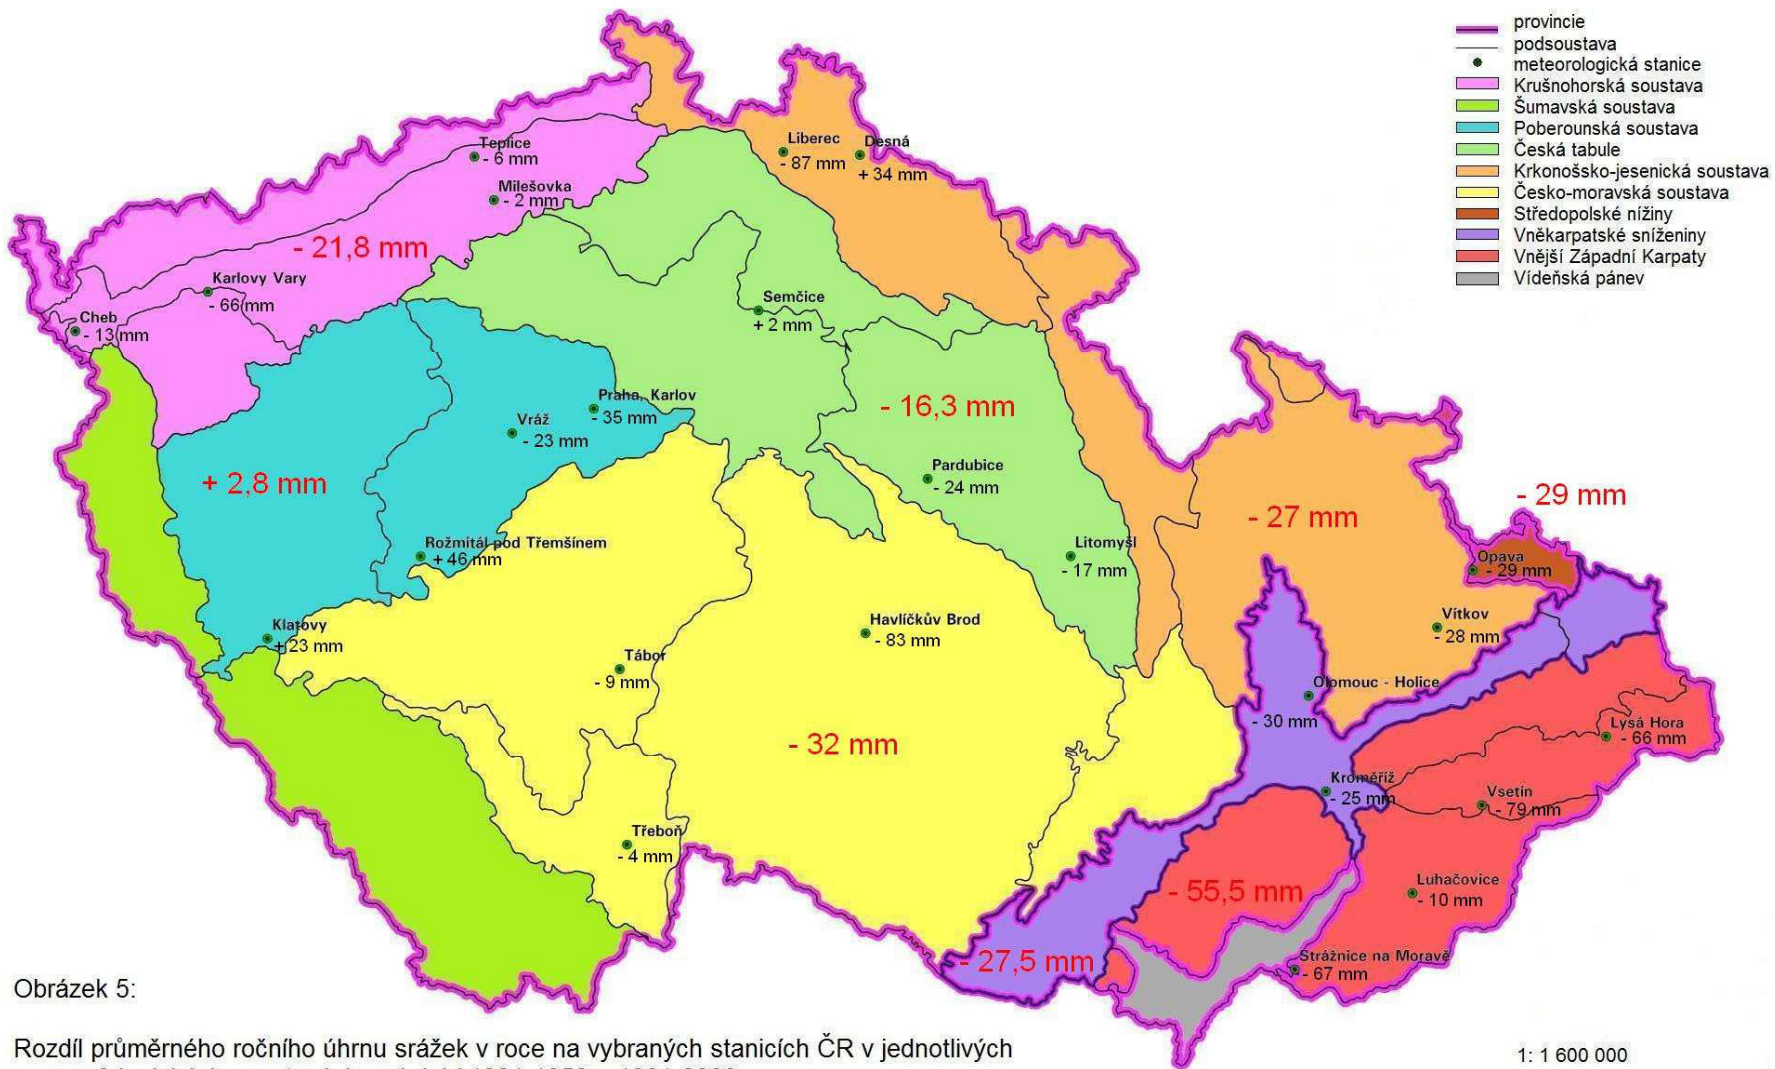 provincie
podsoustava
meteorologická stanice
Krušnohorská soustava
Šumavská soustava
Poberounská soustava
Česká tabule
Krkonošsko-jesenická soustava
Česko-moravská soustava
Středopolské nížiny
Vněkarpatské sníženiny
Vnější Západní Karpaty
Vídeňská pánev
Liberec
- 87 mm
Desná
+ 34 mm
Teplice
- 6 mm
Milešovka
- 2 mm
- 21,8 mm
Karlovy Vary
- 66 mm
Cheb
- 13 mm
Semčice
+ 2 mm
Praha, Karlov
- 35 mm
Vráž
- 23 mm
- 16,3 mm
+ 2,8 mm
Pardubice
- 24 mm
- 29 mm
- 27 mm
Rožmitál pod Třemšínem
+ 46 mm
Litomyšl
- 17 mm
Opava
- 29 mm
Klatovy
+ 23 mm
Havlíčkův Brod
- 83 mm
Vítkov
- 28 mm
Tábor
- 9 mm
Olomouc - Holice
- 30 mm
- 32 mm
Lysá Hora
- 66 mm
Kroměříž
- 25 mm
Vsetín
- 79 mm
Třeboň
- 4 mm
- 55,5 mm
Luhačovice
- 10 mm
- 27,5 mm
Strážnice na Moravě
- 67 mm
Obrázek 5:
Rozdíl průměrného ročního úhrnu srážek v roce na vybraných stanicích ČR v jednotlivých
1: 1 600 000